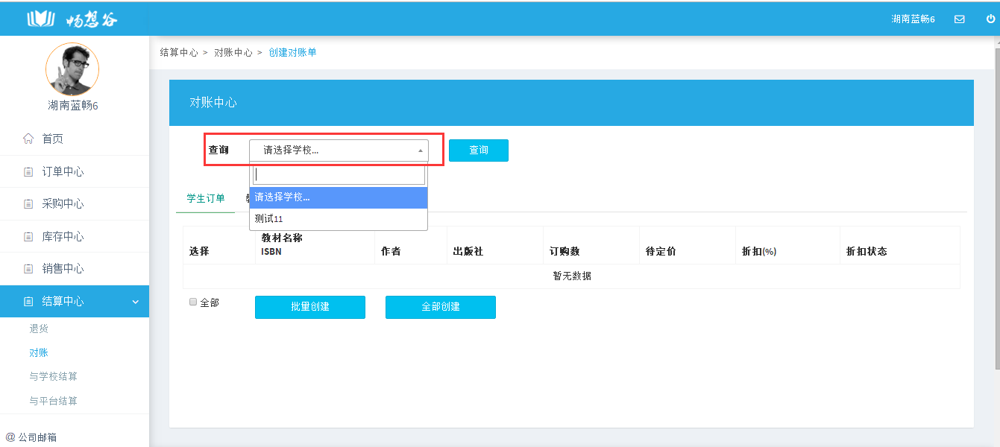 畅想谷
湖南蓝畅6
湖南蓝畅6
首页
订单中心
采购中心
库存中心
销售中心
结算中心
退货
对账
与学校结算
与平台结算
@ 公司邮箱
结算中心 > 对账中心 > 创建对账单
对账中心
查询 请选择学校... 查询
请选择学校...
测试11
学生订单
选择 教材名称 ISBN 作者 出版社 订购数 待定价 折扣(%) 折扣状态
暂无数据
全部 批量创建 全部创建